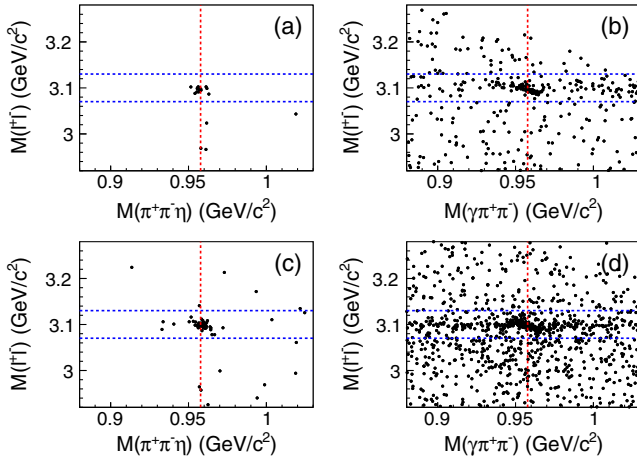 (a)
M(l⁺l⁻) (GeV/c²)
3.2
3.1
3
0.9 0.95 1
M(π⁺π⁻η) (GeV/c²)
(b)
M(l⁺l⁻) (GeV/c²)
3.2
3.1
3
0.9 0.95 1
M(γπ⁺π⁻) (GeV/c²)
(c)
M(l⁺l⁻) (GeV/c²)
3.2
3.1
3
0.9 0.95 1
M(π⁺π⁻η) (GeV/c²)
(d)
M(l⁺l⁻) (GeV/c²)
3.2
3.1
3
0.9 0.95 1
M(γπ⁺π⁻) (GeV/c²)